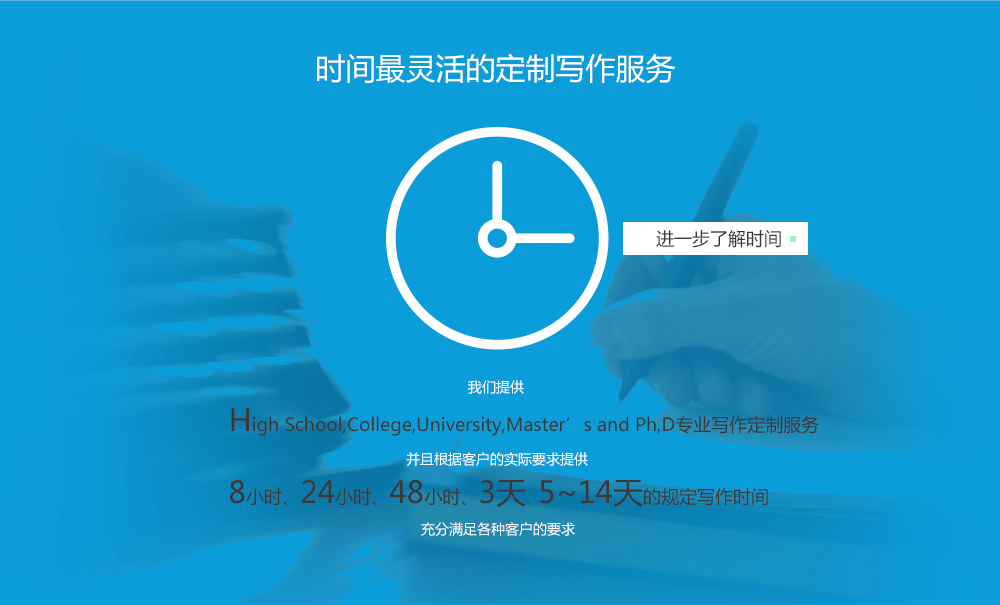 时间最灵活的定制写作服务
进一步了解时间
我们提供
High School,College,University,Master’s and Ph,D专业写作定制服务
并且根据客户的实际要求提供
8小时、24小时、48小时、3天、5~14天的规定写作时间
充分满足各种客户的要求